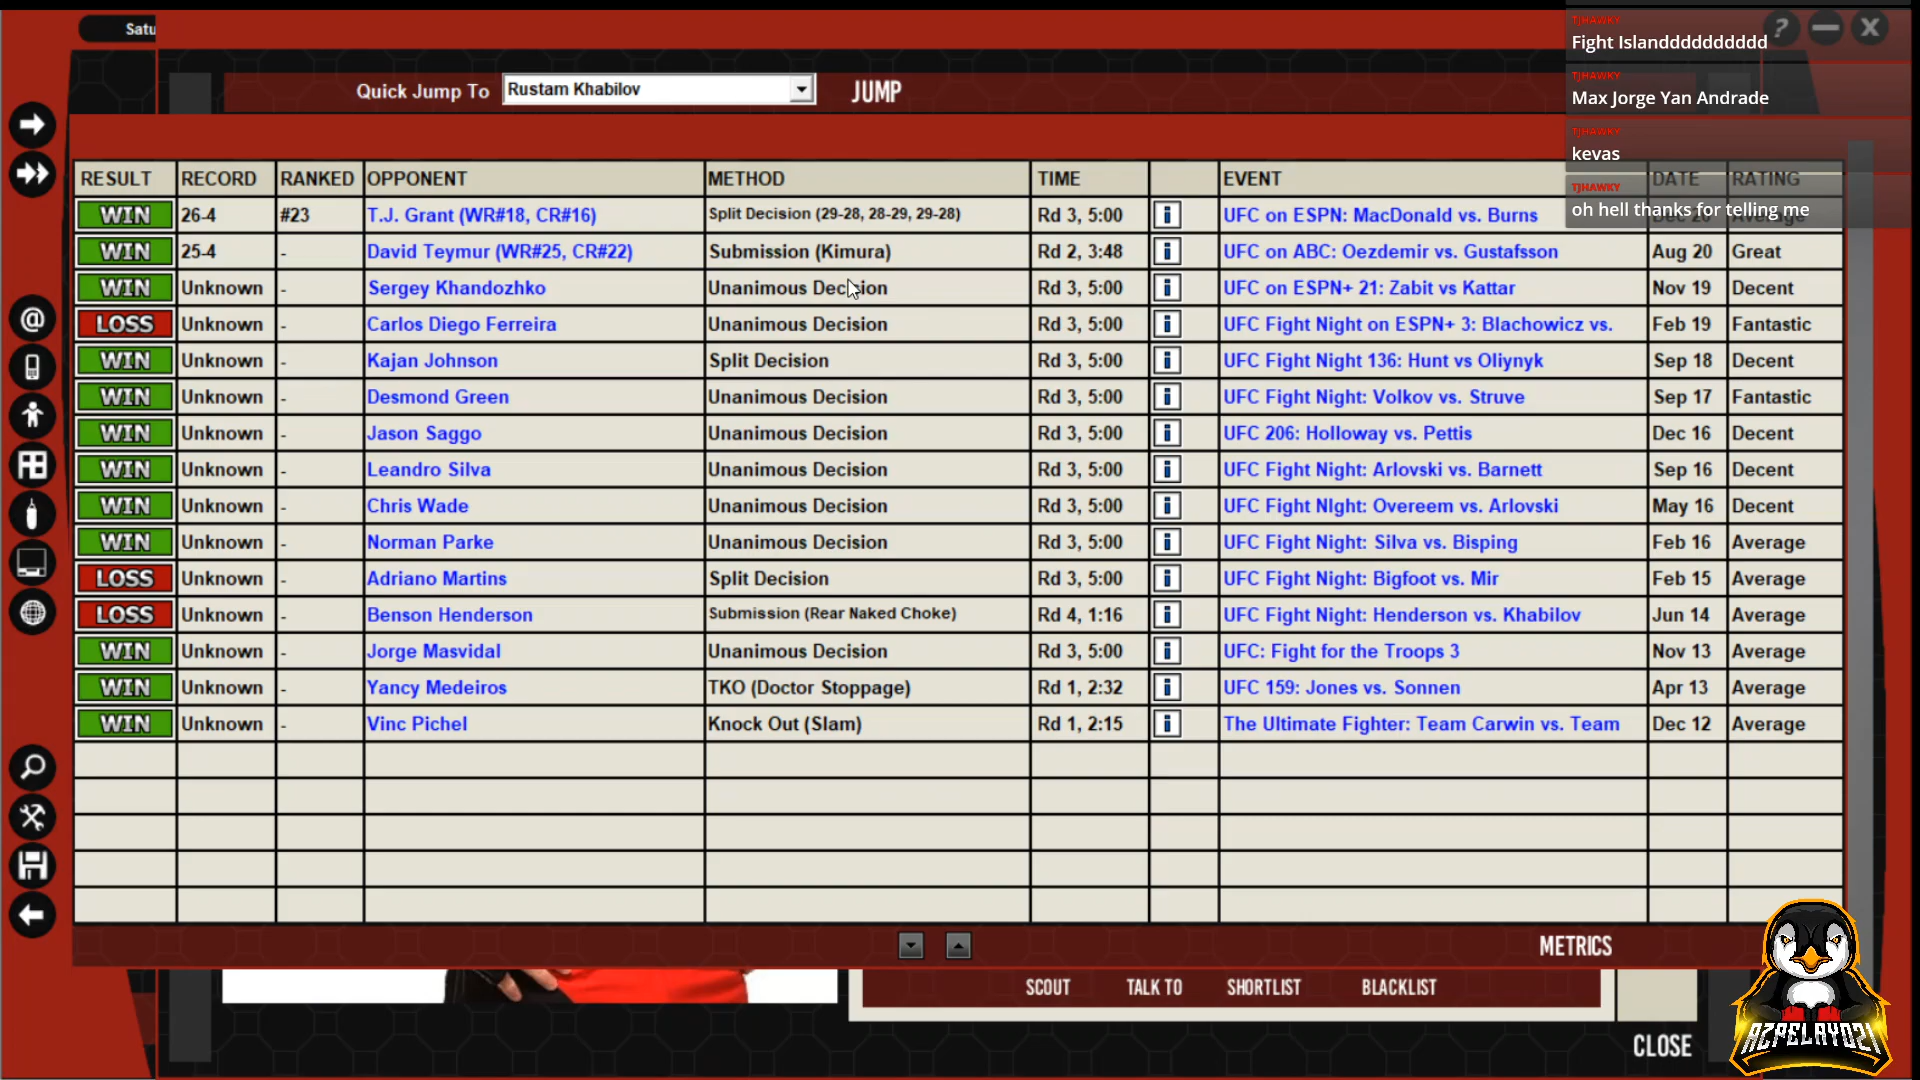 Satu
TJHAWKY
Fight Islandddddddddd
TJHAWKY
Max Jorge Yan Andrade
TJHAWKY
kevas
TJHAWKY
oh hell thanks for telling me
Quick Jump To Rustam Khabilov JUMP
RESULT RECORD RANKED OPPONENT METHOD TIME EVENT DATE RATING
WIN 26-4 #23 T.J. Grant (WR#18, CR#16) Split Decision (29-28, 28-29, 29-28) Rd 3, 5:00 i UFC on ESPN: MacDonald vs. Burns Dec 20 Average
WIN 25-4 - David Teymur (WR#25, CR#22) Submission (Kimura) Rd 2, 3:48 i UFC on ABC: Oezdemir vs. Gustafsson Aug 20 Great
WIN Unknown - Sergey Khandozhko Unanimous Decision Rd 3, 5:00 i UFC on ESPN+ 21: Zabit vs Kattar Nov 19 Decent
LOSS Unknown - Carlos Diego Ferreira Unanimous Decision Rd 3, 5:00 i UFC Fight Night on ESPN+ 3: Blachowicz vs. Feb 19 Fantastic
WIN Unknown - Kajan Johnson Split Decision Rd 3, 5:00 i UFC Fight Night 136: Hunt vs Oliynyk Sep 18 Decent
WIN Unknown - Desmond Green Unanimous Decision Rd 3, 5:00 i UFC Fight Night: Volkov vs. Struve Sep 17 Fantastic
WIN Unknown - Jason Saggo Unanimous Decision Rd 3, 5:00 i UFC 206: Holloway vs. Pettis Dec 16 Decent
WIN Unknown - Leandro Silva Unanimous Decision Rd 3, 5:00 i UFC Fight Night: Arlovski vs. Barnett Sep 16 Decent
WIN Unknown - Chris Wade Unanimous Decision Rd 3, 5:00 i UFC Fight NIght: Overeem vs. Arlovski May 16 Decent
WIN Unknown - Norman Parke Unanimous Decision Rd 3, 5:00 i UFC Fight Night: Silva vs. Bisping Feb 16 Average
LOSS Unknown - Adriano Martins Split Decision Rd 3, 5:00 i UFC Fight Night: Bigfoot vs. Mir Feb 15 Average
LOSS Unknown - Benson Henderson Submission (Rear Naked Choke) Rd 4, 1:16 i UFC Fight Night: Henderson vs. Khabilov Jun 14 Average
WIN Unknown - Jorge Masvidal Unanimous Decision Rd 3, 5:00 i UFC: Fight for the Troops 3 Nov 13 Average
WIN Unknown - Yancy Medeiros TKO (Doctor Stoppage) Rd 1, 2:32 i UFC 159: Jones vs. Sonnen Apr 13 Average
WIN Unknown - Vinc Pichel Knock Out (Slam) Rd 1, 2:15 i The Ultimate Fighter: Team Carwin vs. Team Dec 12 Average
METRICS
SCOUT TALK TO SHORTLIST BLACKLIST
CLOSE
AZPELAYO21